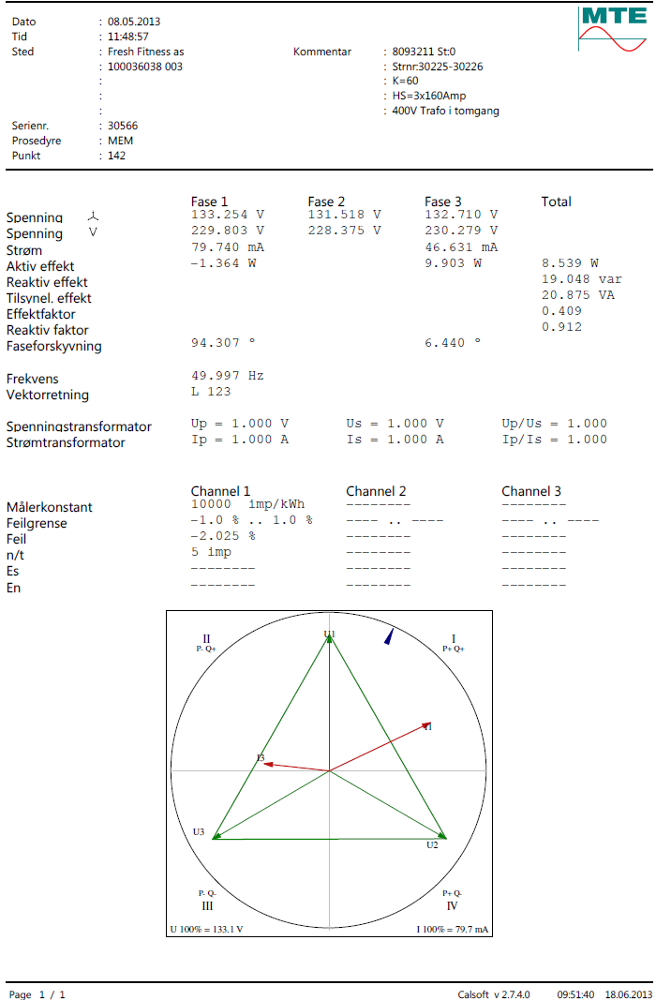 MTE
Dato : 08.05.2013
Tid : 11:48:57
Sted : Fresh Fitness as Kommentar : 8093211 St:0
: 100036038 003 : Strnr:30225-30226
: : K=60
: : HS=3x160Amp
: : 400V Trafo i tomgang
Serienr. : 30566
Prosedyre : MEM
Punkt : 142
Fase 1 Fase 2 Fase 3 Total
Spenning 133.254 V 131.518 V 132.710 V
Spenning V 229.803 V 228.375 V 230.279 V
Strøm 79.740 mA 46.631 mA
Aktiv effekt -1.364 W 9.903 W 8.539 W
Reaktiv effekt 19.048 var
Tilsynel. effekt 20.875 VA
Effektfaktor 0.409
Reaktiv faktor 0.912
Faseforskyvning 94.307 ° 6.440 °
Frekvens 49.997 Hz
Vektorretning L 123
Spenningstransformator Up = 1.000 V Us = 1.000 V Up/Us = 1.000
Strømtransformator Ip = 1.000 A Is = 1.000 A Ip/Is = 1.000
Channel 1 Channel 2 Channel 3
Målerkonstant 10000 imp/kWh -------- --------
Feilgrense -1.0 % .. 1.0 % ---- .. ---- ---- .. ----
Feil -2.025 % -------- --------
n/t 5 imp -------- --------
Es -------- -------- --------
En -------- -------- --------
U1
II I
P- Q+ P+ Q+
I1
I3
U3
U2
P- Q- P+ Q-
III IV
U 100% = 133.1 V I 100% = 79.7 mA
Page 1 / 1 Calsoft v 2.7.4.0 09:51:40 18.06.2013